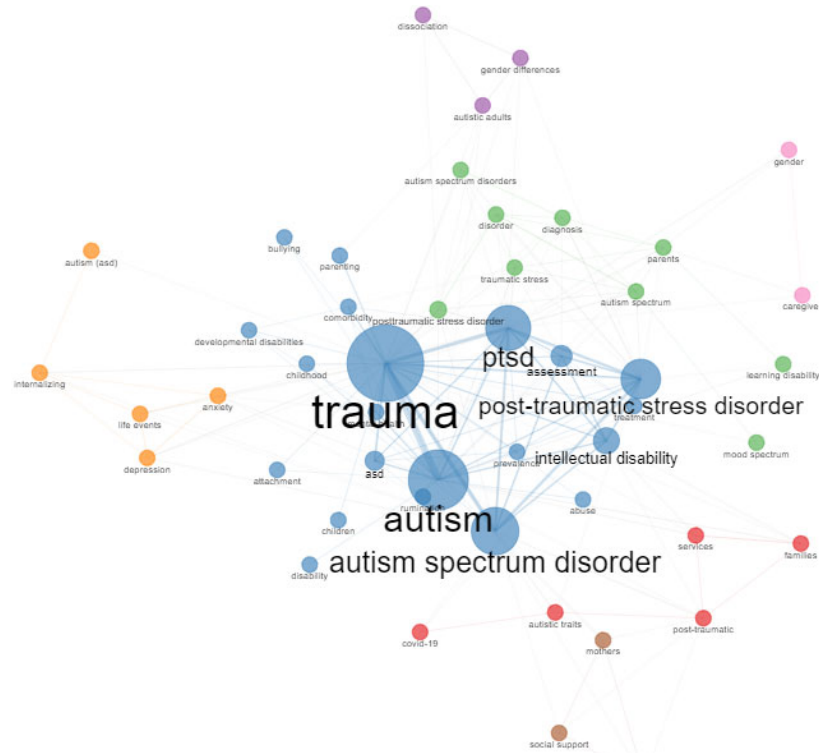 dissociation
gender differences
autistic adults
gender
autism spectrum disorders
disorder
diagnosis
bullying
parenting
parents
autism (asd)
traumatic stress
autism spectrum
caregive
comorbidity
posttraumatic stress disorder
developmental disabilities
ptsd
assessment
childhood
learning disability
internalizing
trauma
post-traumatic stress disorder
anxiety
treatment
life events
mood spectrum
intellectual disability
depression
asd
prevalence
attachment
rumination
autism
abuse
children
services
families
autism spectrum disorder
disability
autistic traits
post-traumatic
covid-19
mothers
social support